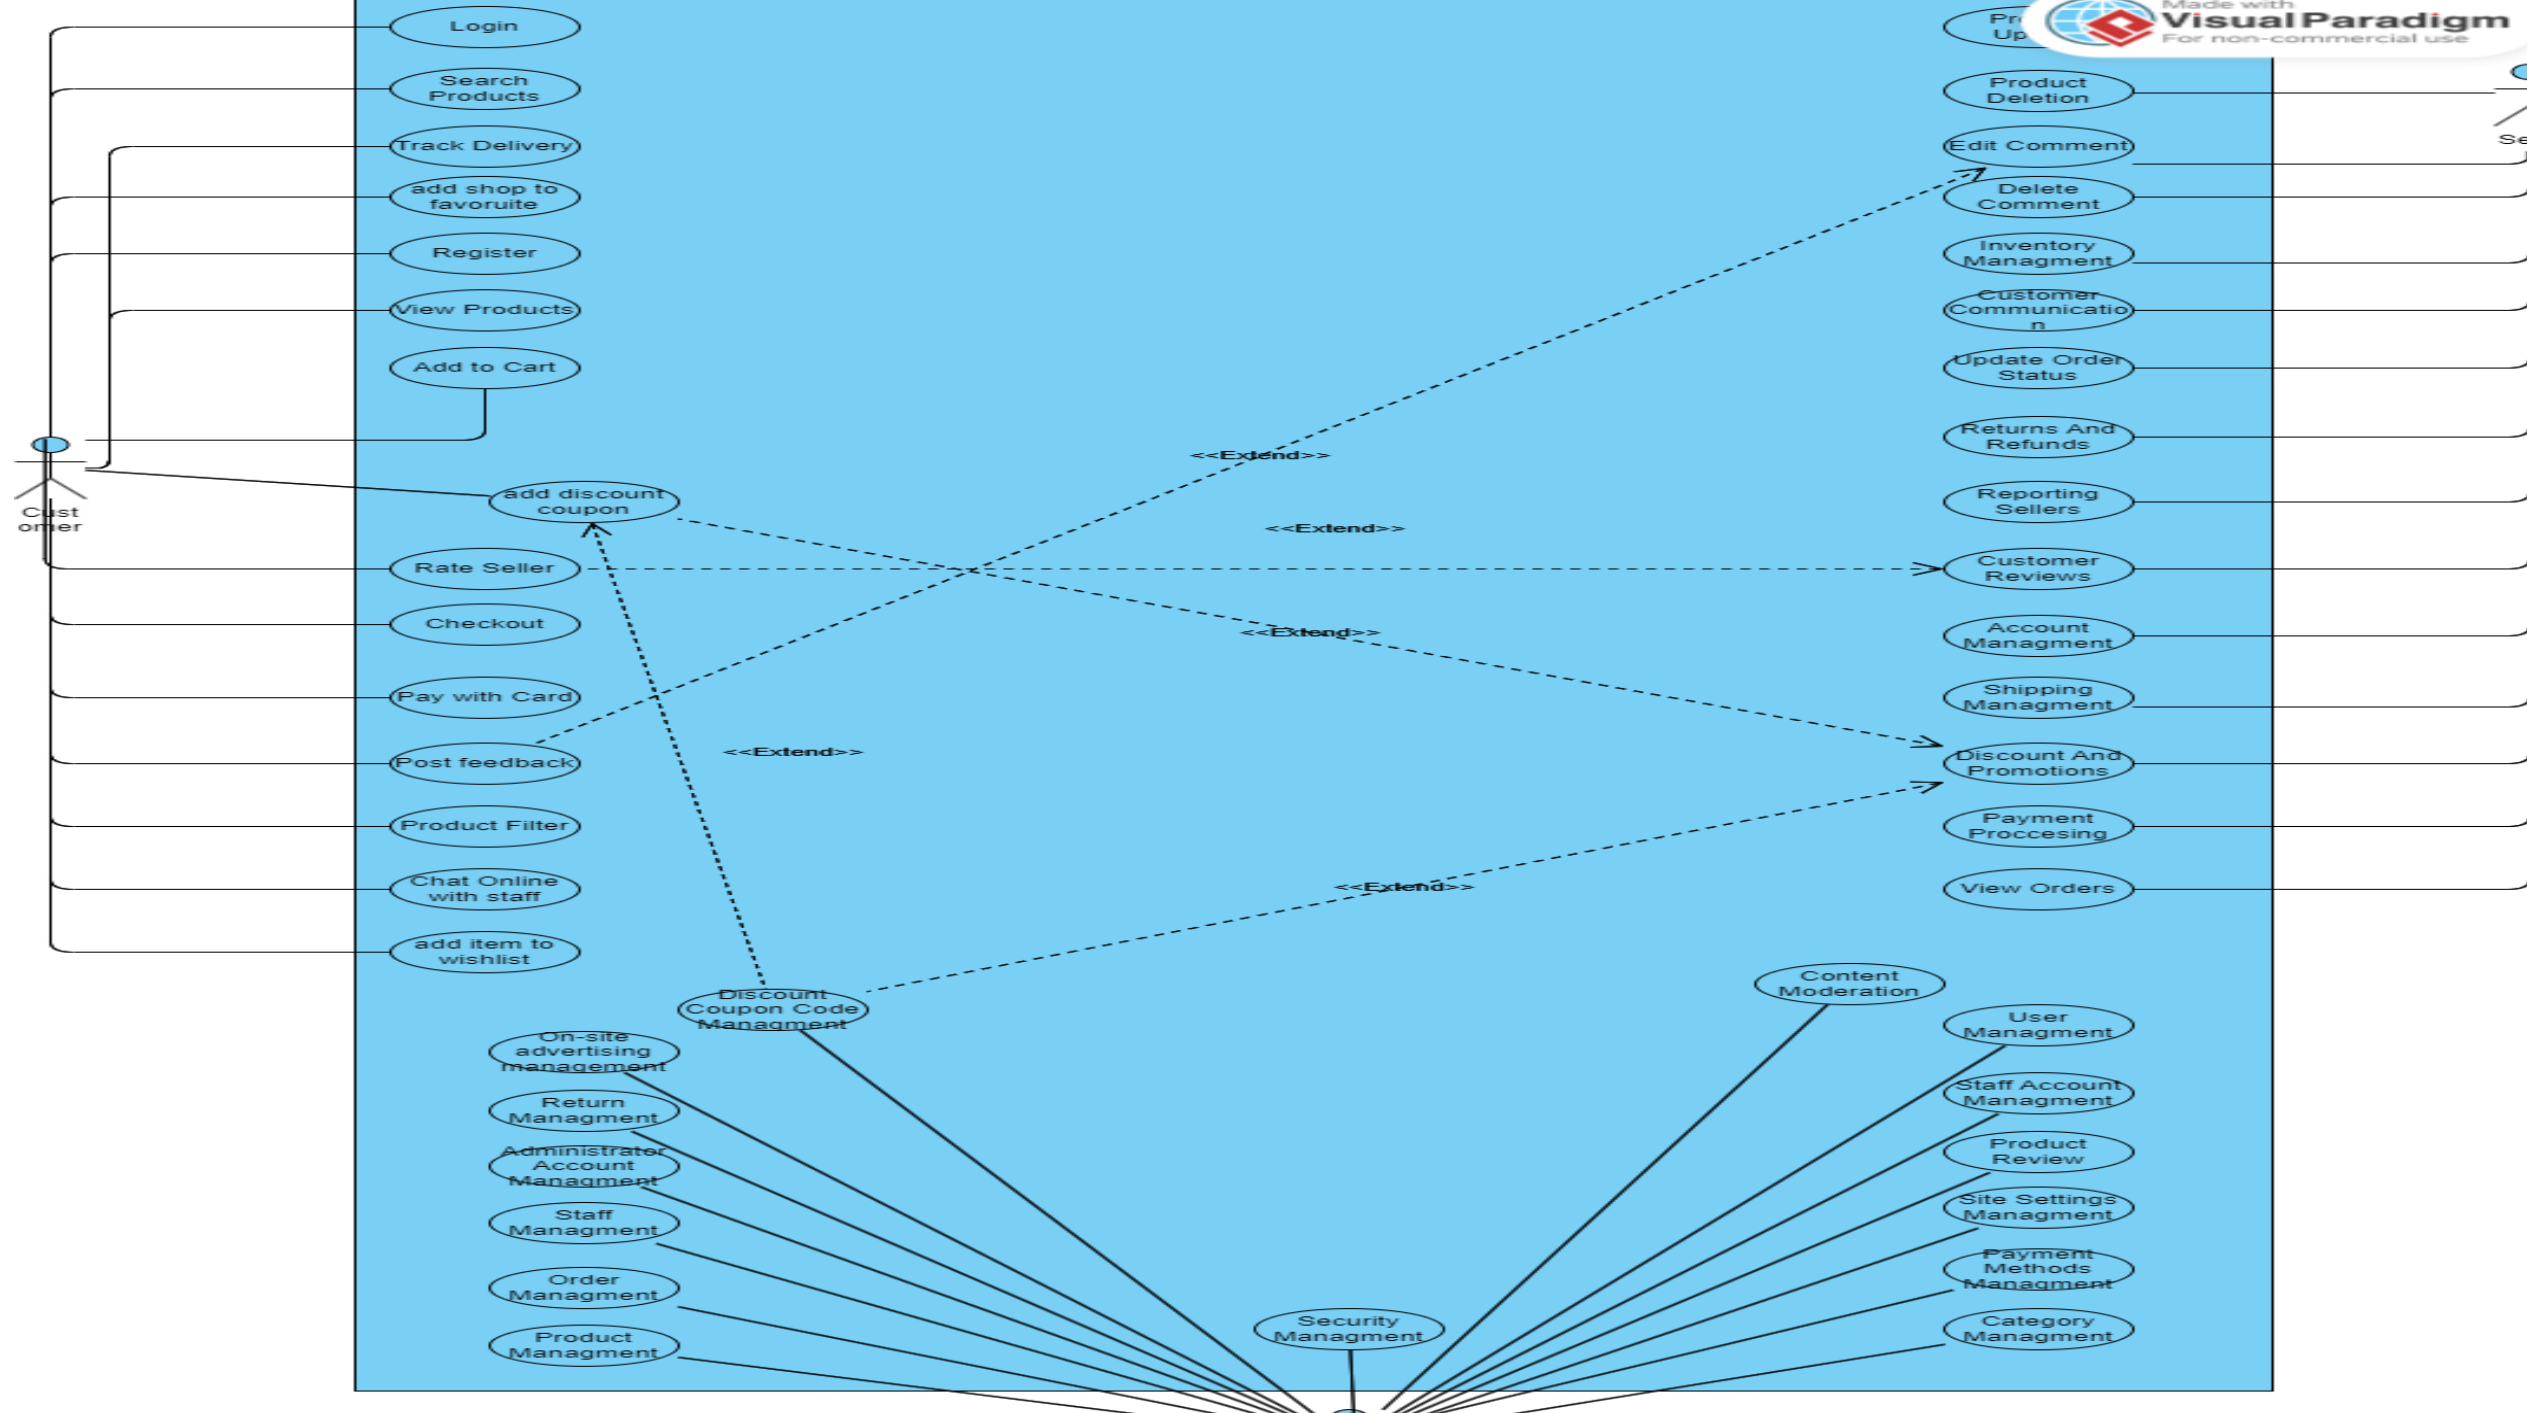 Made with
Visual Paradigm
For non-commercial use
Login
Search
Products
Track Delivery
add shop to
favoruite
Register
View Products
Add to Cart
Cust
omer
add discount
coupon
Rate Seller
Checkout
Pay with Card
Post feedback
Product Filter
Chat Online
with staff
add item to
wishlist
<<Extend>>
<<Extend>>
<<Extend>>
<<Extend>>
<<Extend>>
Pr
Up
Product
Deletion
Edit Comment
Delete
Comment
Inventory
Managment
Customer
Communicatio
n
Update Order
Status
Returns And
Refunds
Reporting
Sellers
Customer
Reviews
Account
Managment
Shipping
Managment
Discount And
Promotions
Payment
Proccesing
View Orders
Se
Discount
Coupon Code
Managment
On-site
advertising
management
Return
Managment
Administrator
Account
Managment
Staff
Managment
Order
Managment
Product
Managment
Security
Managment
Content
Moderation
User
Managment
Staff Account
Managment
Product
Review
Site Settings
Managment
Payment
Methods
Managment
Category
Managment